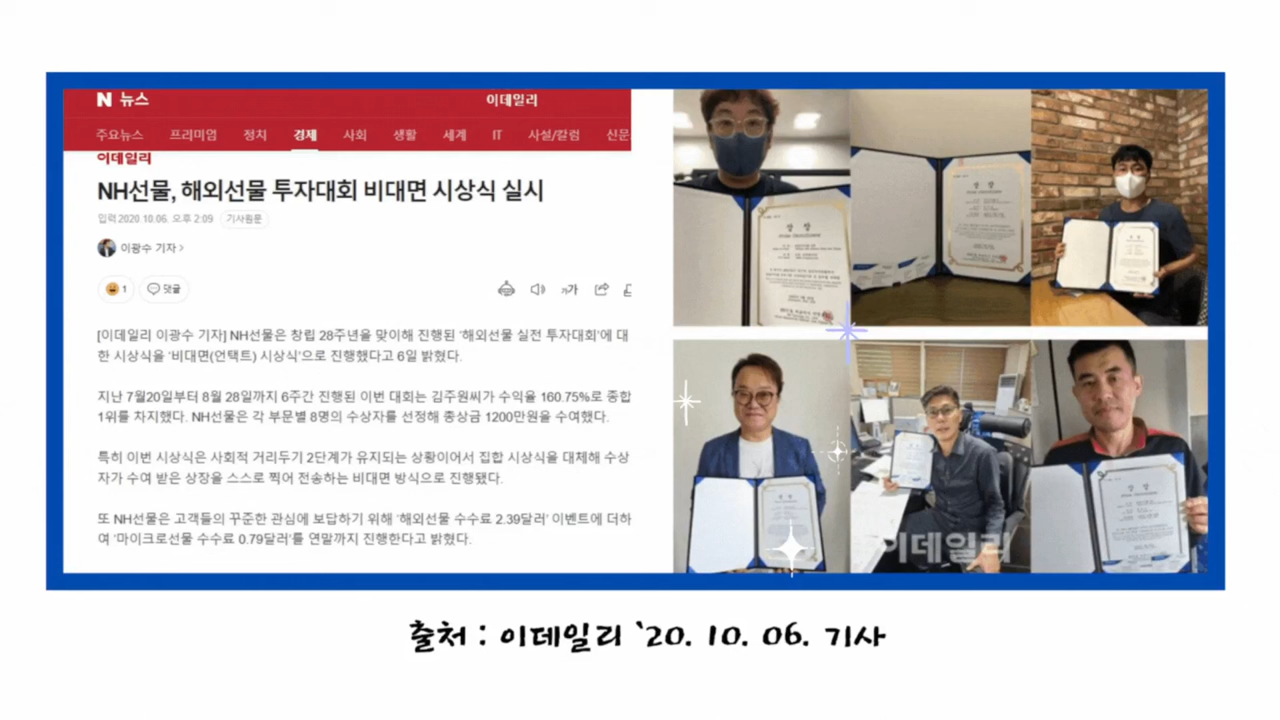 N 뉴스
이데일리
주요뉴스 프리미엄 정치 경제 사회 생활 세계 IT 사설/칼럼 신문
이데일리
NH선물, 해외선물 투자대회 비대면 시상식 실시
입력 2020.10.06. 오후 2:09 기사원문
이광수 기자 >
1 댓글
가가
[이데일리 이광수 기자] NH선물은 창립 28주년을 맞이해 진행된 '해외선물 실전 투자대회'에 대
한 시상식을 '비대면(언택트) 시상식'으로 진행했다고 6일 밝혔다.
지난 7월20일부터 8월 28일까지 6주간 진행된 이번 대회는 김주원씨가 수익율 160.75%로 종합
1위를 차지했다. NH선물은 각 부문별 8명의 수상자를 선정해 총상금 1200만원을 수여했다.
특히 이번 시상식은 사회적 거리두기 2단계가 유지되는 상황이어서 집합 시상식을 대체해 수상
자가 수여 받은 상장을 스스로 찍어 전송하는 비대면 방식으로 진행됐다.
또 NH선물은 고객들의 꾸준한 관심에 보답하기 위해 '해외선물 수수료 2.39달러' 이벤트에 더하
여 '마이크로선물 수수료 0.79달러'를 연말까지 진행한다고 밝혔다.
상 장
상 장
상 장
상 장
상 장
상 장
이데일리
출처 : 이데일리 '20. 10. 06. 기사